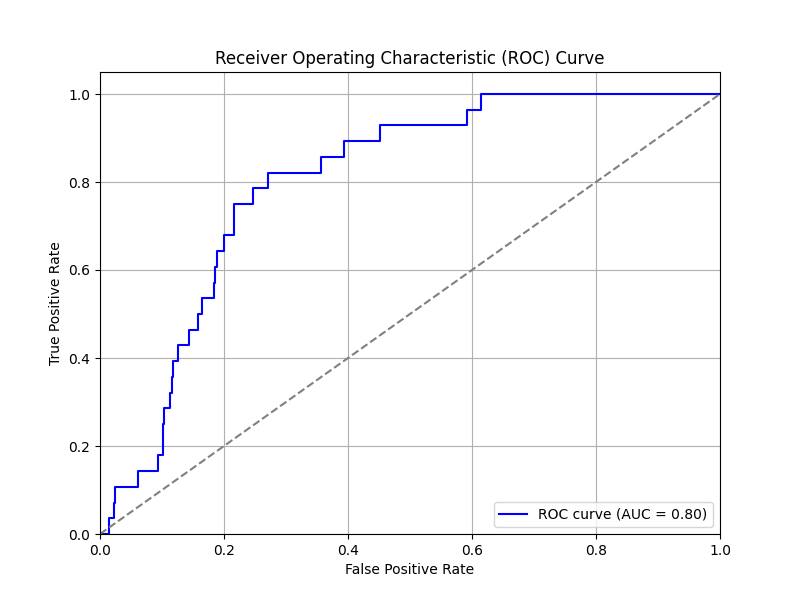 Receiver Operating Characteristic (ROC) Curve
True Positive Rate
1.0
0.8
0.6
0.4
0.2
0.0
ROC curve (AUC = 0.80)
0.0 0.2 0.4 0.6 0.8 1.0
False Positive Rate